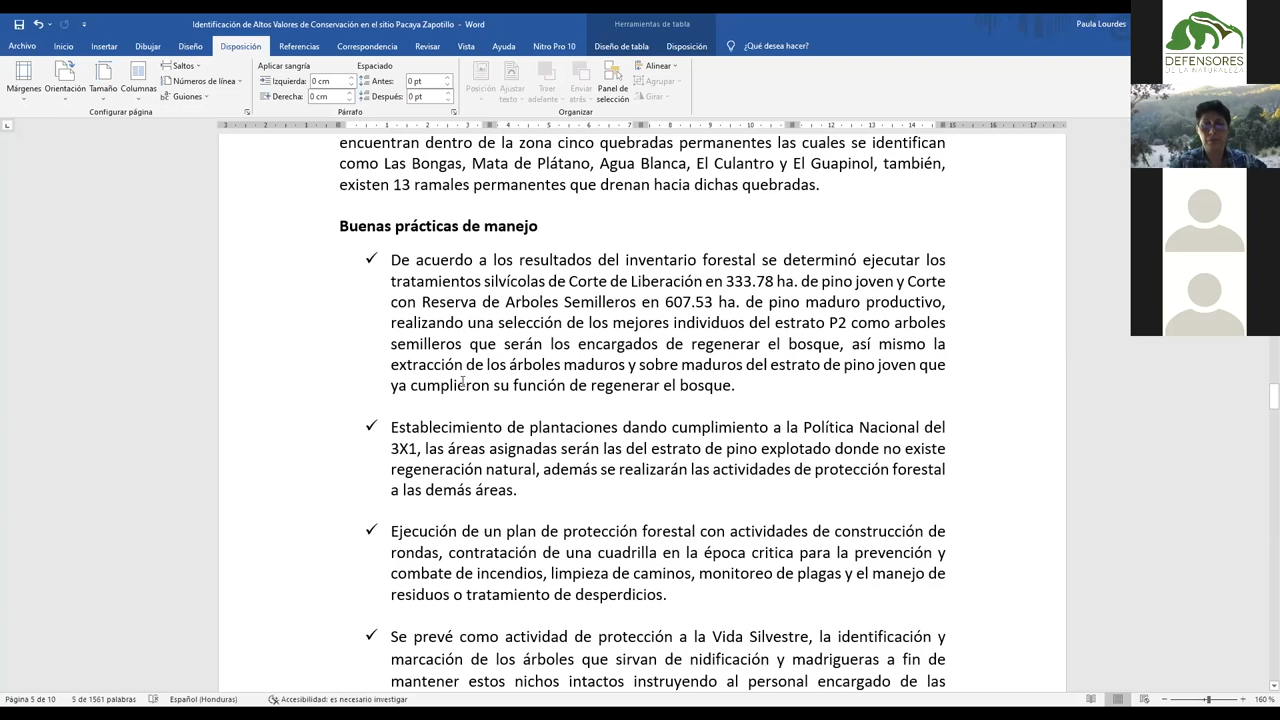 Identificación de Altos Valores de Conservación en el sitio Pacaya Zapotillo - Word
Herramientas de tabla
Paula Lourdes
Archivo Inicio Insertar Dibujar Diseño Disposición Referencias Correspondencia Revisar Vista Ayuda Nitro Pro 10 Diseño de tabla Disposición ¿Qué desea hacer?
Márgenes Orientación Tamaño Columnas
Saltos
Números de línea
Guiones
Configurar página
Aplicar sangría Espaciado
Izquierda: 0 cm Antes: 0 pt
Derecha: 0 cm Después: 0 pt
Párrafo
Posición Ajustar texto Traer adelante Enviar atrás Panel de selección
Alinear
Agrupar
Girar
Organizar
encuentran dentro de la zona cinco quebradas permanentes las cuales se identifican
como Las Bongas, Mata de Plátano, Agua Blanca, El Culantro y El Guapinol, también,
existen 13 ramales permanentes que drenan hacia dichas quebradas.
Buenas prácticas de manejo
✓ De acuerdo a los resultados del inventario forestal se determinó ejecutar los
tratamientos silvícolas de Corte de Liberación en 333.78 ha. de pino joven y Corte
con Reserva de Arboles Semilleros en 607.53 ha. de pino maduro productivo,
realizando una selección de los mejores individuos del estrato P2 como arboles
semilleros que serán los encargados de regenerar el bosque, así mismo la
extracción de los árboles maduros y sobre maduros del estrato de pino joven que
ya cumplieron su función de regenerar el bosque.
✓ Establecimiento de plantaciones dando cumplimiento a la Política Nacional del
3X1, las áreas asignadas serán las del estrato de pino explotado donde no existe
regeneración natural, además se realizarán las actividades de protección forestal
a las demás áreas.
✓ Ejecución de un plan de protección forestal con actividades de construcción de
rondas, contratación de una cuadrilla en la época critica para la prevención y
combate de incendios, limpieza de caminos, monitoreo de plagas y el manejo de
residuos o tratamiento de desperdicios.
✓ Se prevé como actividad de protección a la Vida Silvestre, la identificación y
marcación de los árboles que sirvan de nidificación y madrigueras a fin de
mantener estos nichos intactos instruyendo al personal encargado de las
Página 5 de 10 5 de 1561 palabras Español (Honduras) Accesibilidad: es necesario investigar 160 %
DEFENSORES
DE LA NATURALEZA